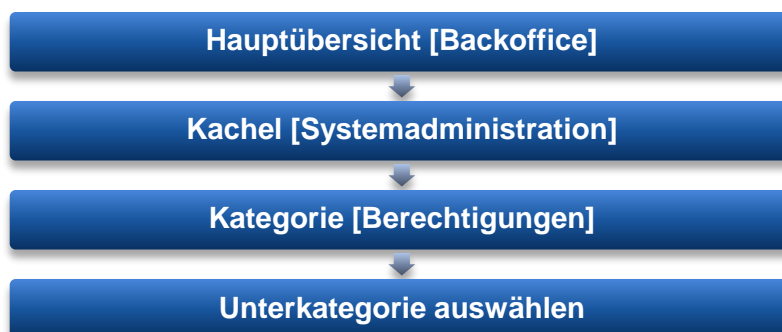 Hauptübersicht [Backoffice]
Kachel [Systemadministration]
Kategorie [Berechtigungen]
Unterkategorie auswählen